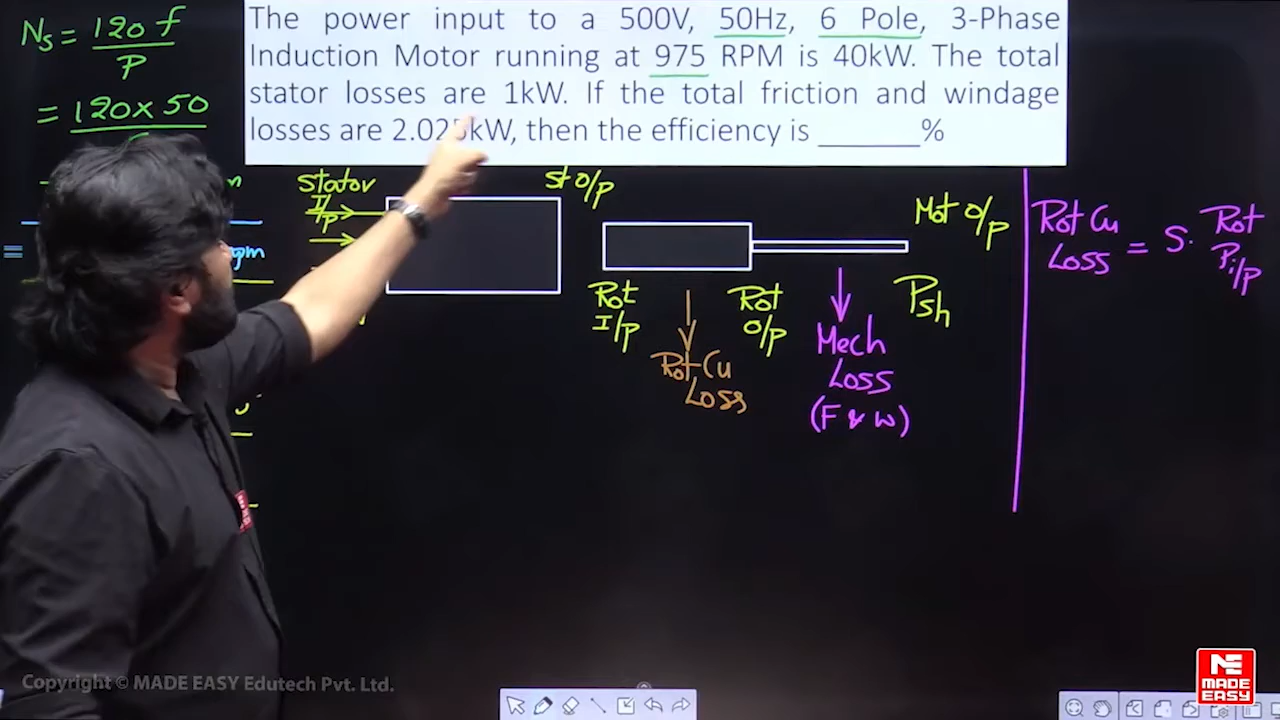 The power input to a 500V, 50Hz, 6 Pole, 3-Phase
Induction Motor running at 975 RPM is 40kW. The total
stator losses are 1kW. If the total friction and windage
losses are 2.025kW, then the efficiency is ______%
Ns = 120 f
P
= 120 x 50
Stator
I/p
St O/p
Rot
I/p
Rot Cu
Loss
Rot
O/p
Mech
Loss
(F & W)
Mot O/p
Psh
Rot Cu
Loss = S. Rot
Pi/p
Copyright © MADE EASY Edutech Pvt. Ltd.
MADE
EASY